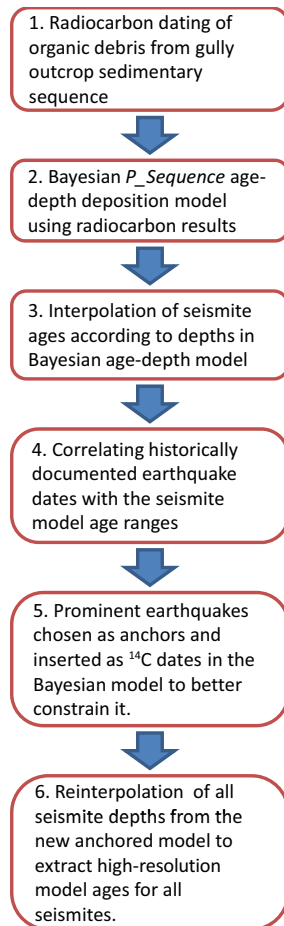 1. Radiocarbon dating of
organic debris from gully
outcrop sedimentary
sequence
2. Bayesian P_Sequence age-
depth deposition model
using radiocarbon results
3. Interpolation of seismite
ages according to depths in
Bayesian age-depth model
4. Correlating historically
documented earthquake
dates with the seismite
model age ranges
5. Prominent earthquakes
chosen as anchors and
inserted as ¹⁴C dates in the
Bayesian model to better
constrain it.
6. Reinterpolation of all
seismite depths from the
new anchored model to
extract high-resolution
model ages for all
seismites.